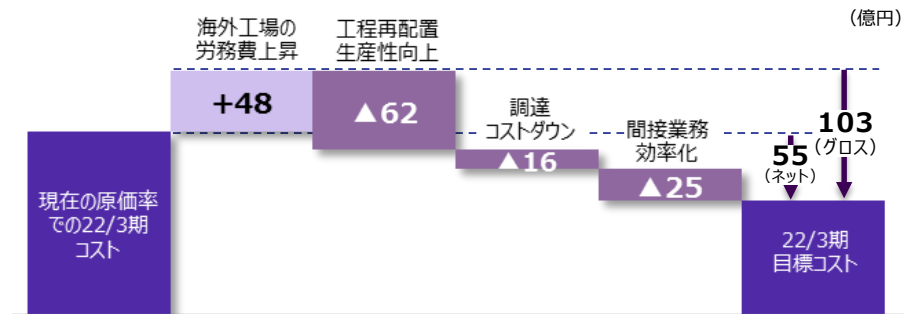 （億円）
海外工場の
労務費上昇
工程再配置
生産性向上
+48
▲62
調達
コストダウン
▲16
間接業務
効率化
▲25
103
（グロス）
55
（ネット）
現在の原価率
での22/3期
コスト
22/3期
目標コスト